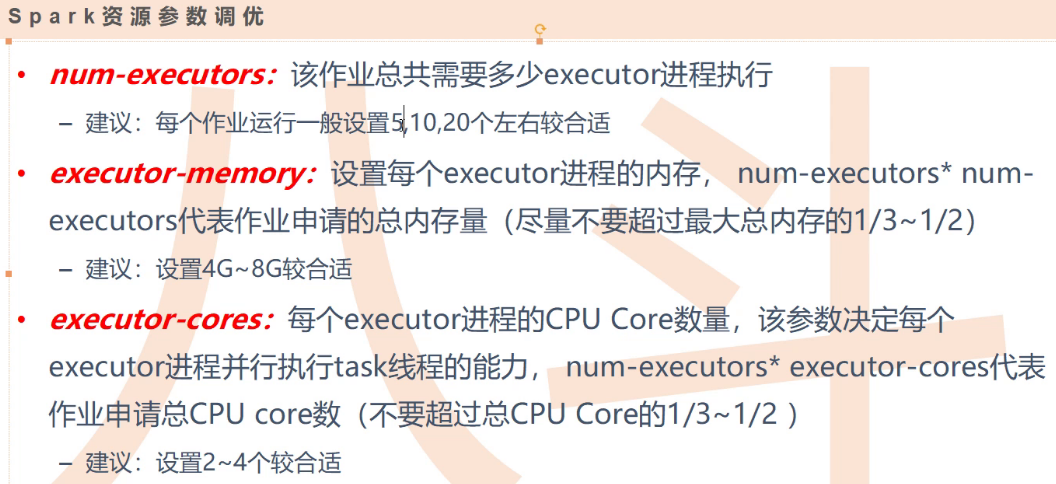 Spark资源参数调优
• num-executors：该作业总共需要多少executor进程执行
– 建议：每个作业运行一般设置5,10,20个左右较合适
• executor-memory：设置每个executor进程的内存， num-executors* num-
executors代表作业申请的总内存量（尽量不要超过最大总内存的1/3~1/2）
– 建议：设置4G~8G较合适
• executor-cores：每个executor进程的CPU Core数量，该参数决定每个
executor进程并行执行task线程的能力， num-executors* executor-cores代表
作业申请总CPU core数（不要超过总CPU Core的1/3~1/2 ）
– 建议：设置2~4个较合适
八斗